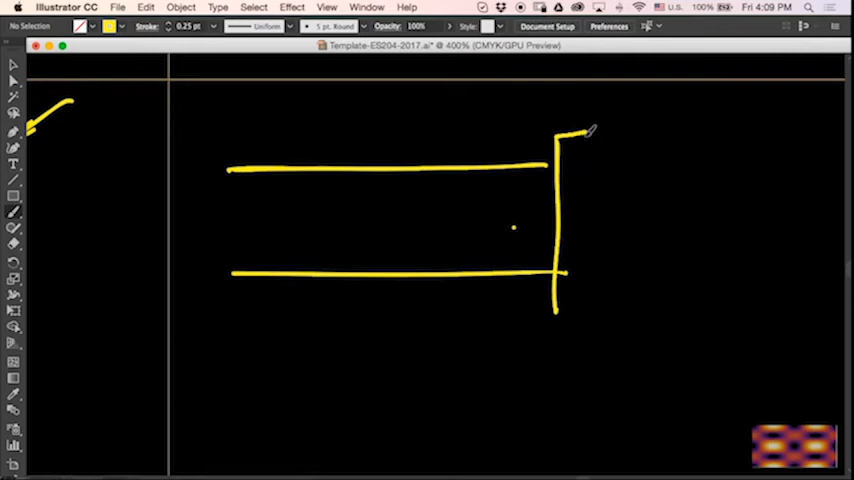 Illustrator CC File Edit Object Type Select Effect View Window Help U.S. 100% Fri 4:09 PM
No Selection Stroke: 0.25 pt Uniform 5 pt. Round Opacity: 100% Style: Document Setup Preferences
Template-ES204-2017.ai* @ 400% (CMYK/GPU Preview)